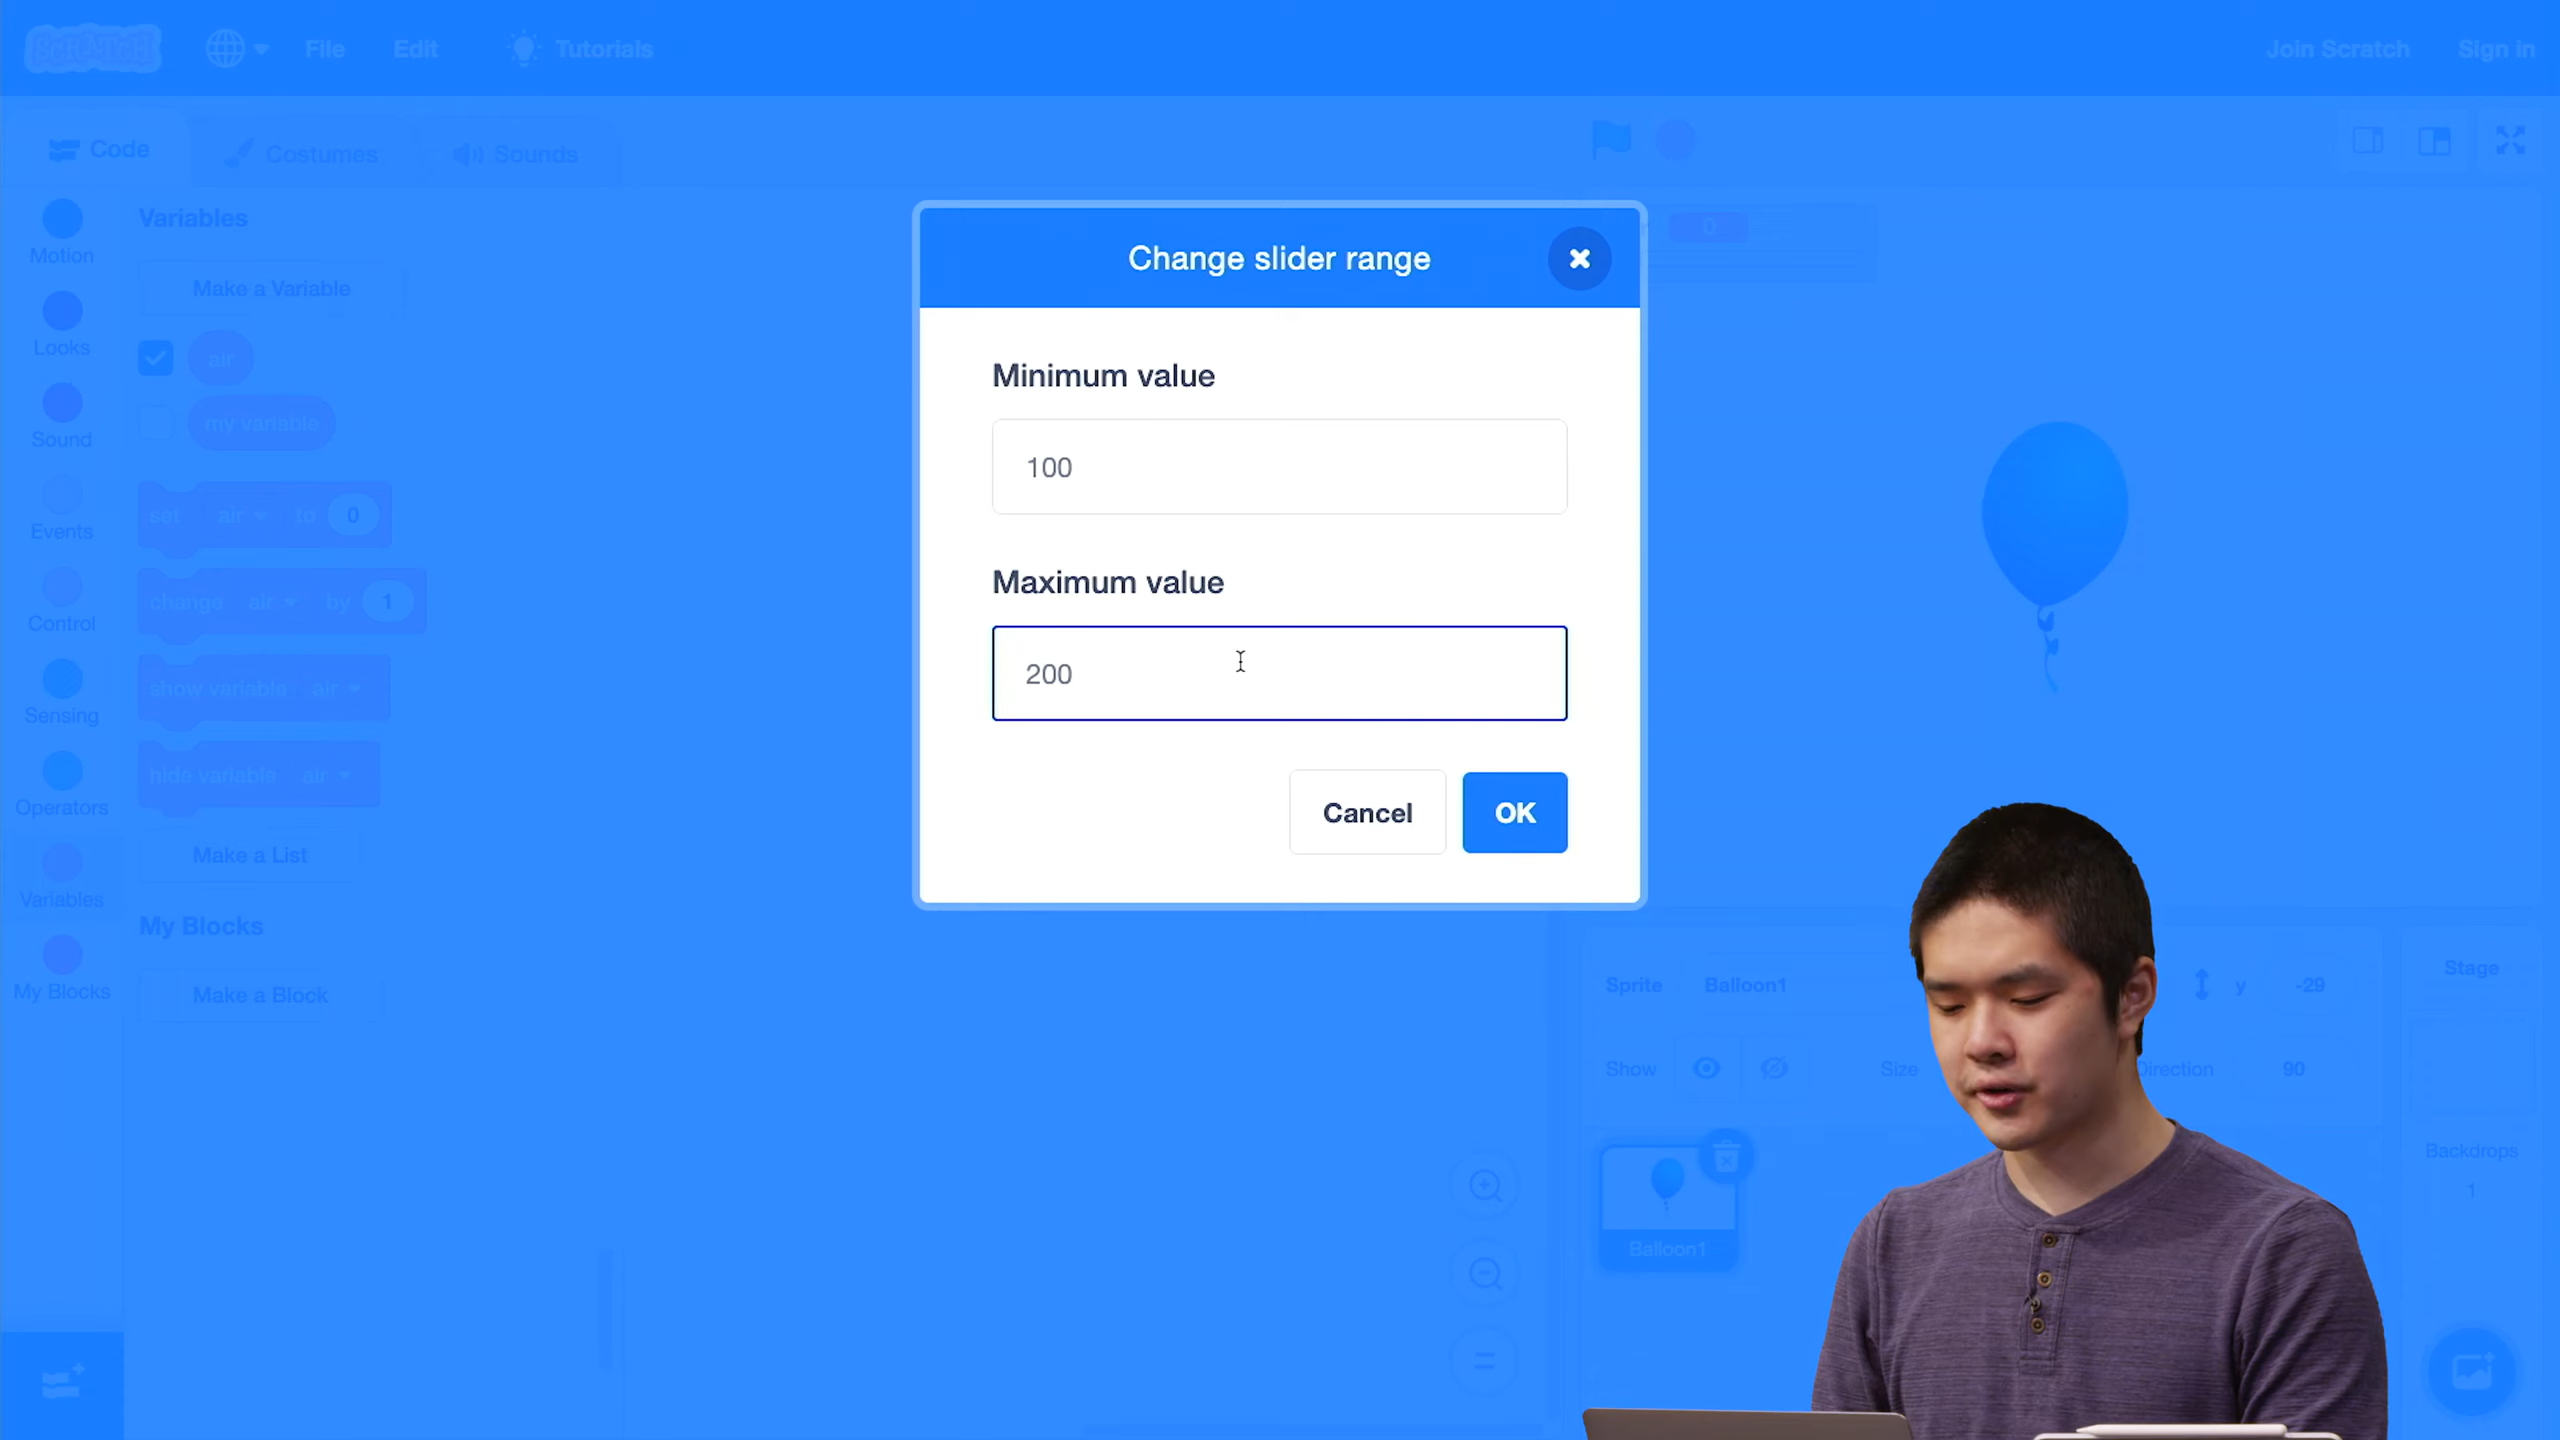 SCRATCH
File
Edit
Tutorials
Join Scratch
Sign in
Code
Costumes
Sounds
Motion
Looks
Sound
Events
Control
Sensing
Operators
Variables
My Blocks
Variables
Make a Variable
air
my variable
set air to 0
change air by 1
show variable air
hide variable air
Make a List
My Blocks
Make a Block
Change slider range
Minimum value
100
Maximum value
200
Cancel
OK
0
Sprite Balloon1
y -29
Show
Size
Direction 90
Balloon1
Stage
Backdrops
1